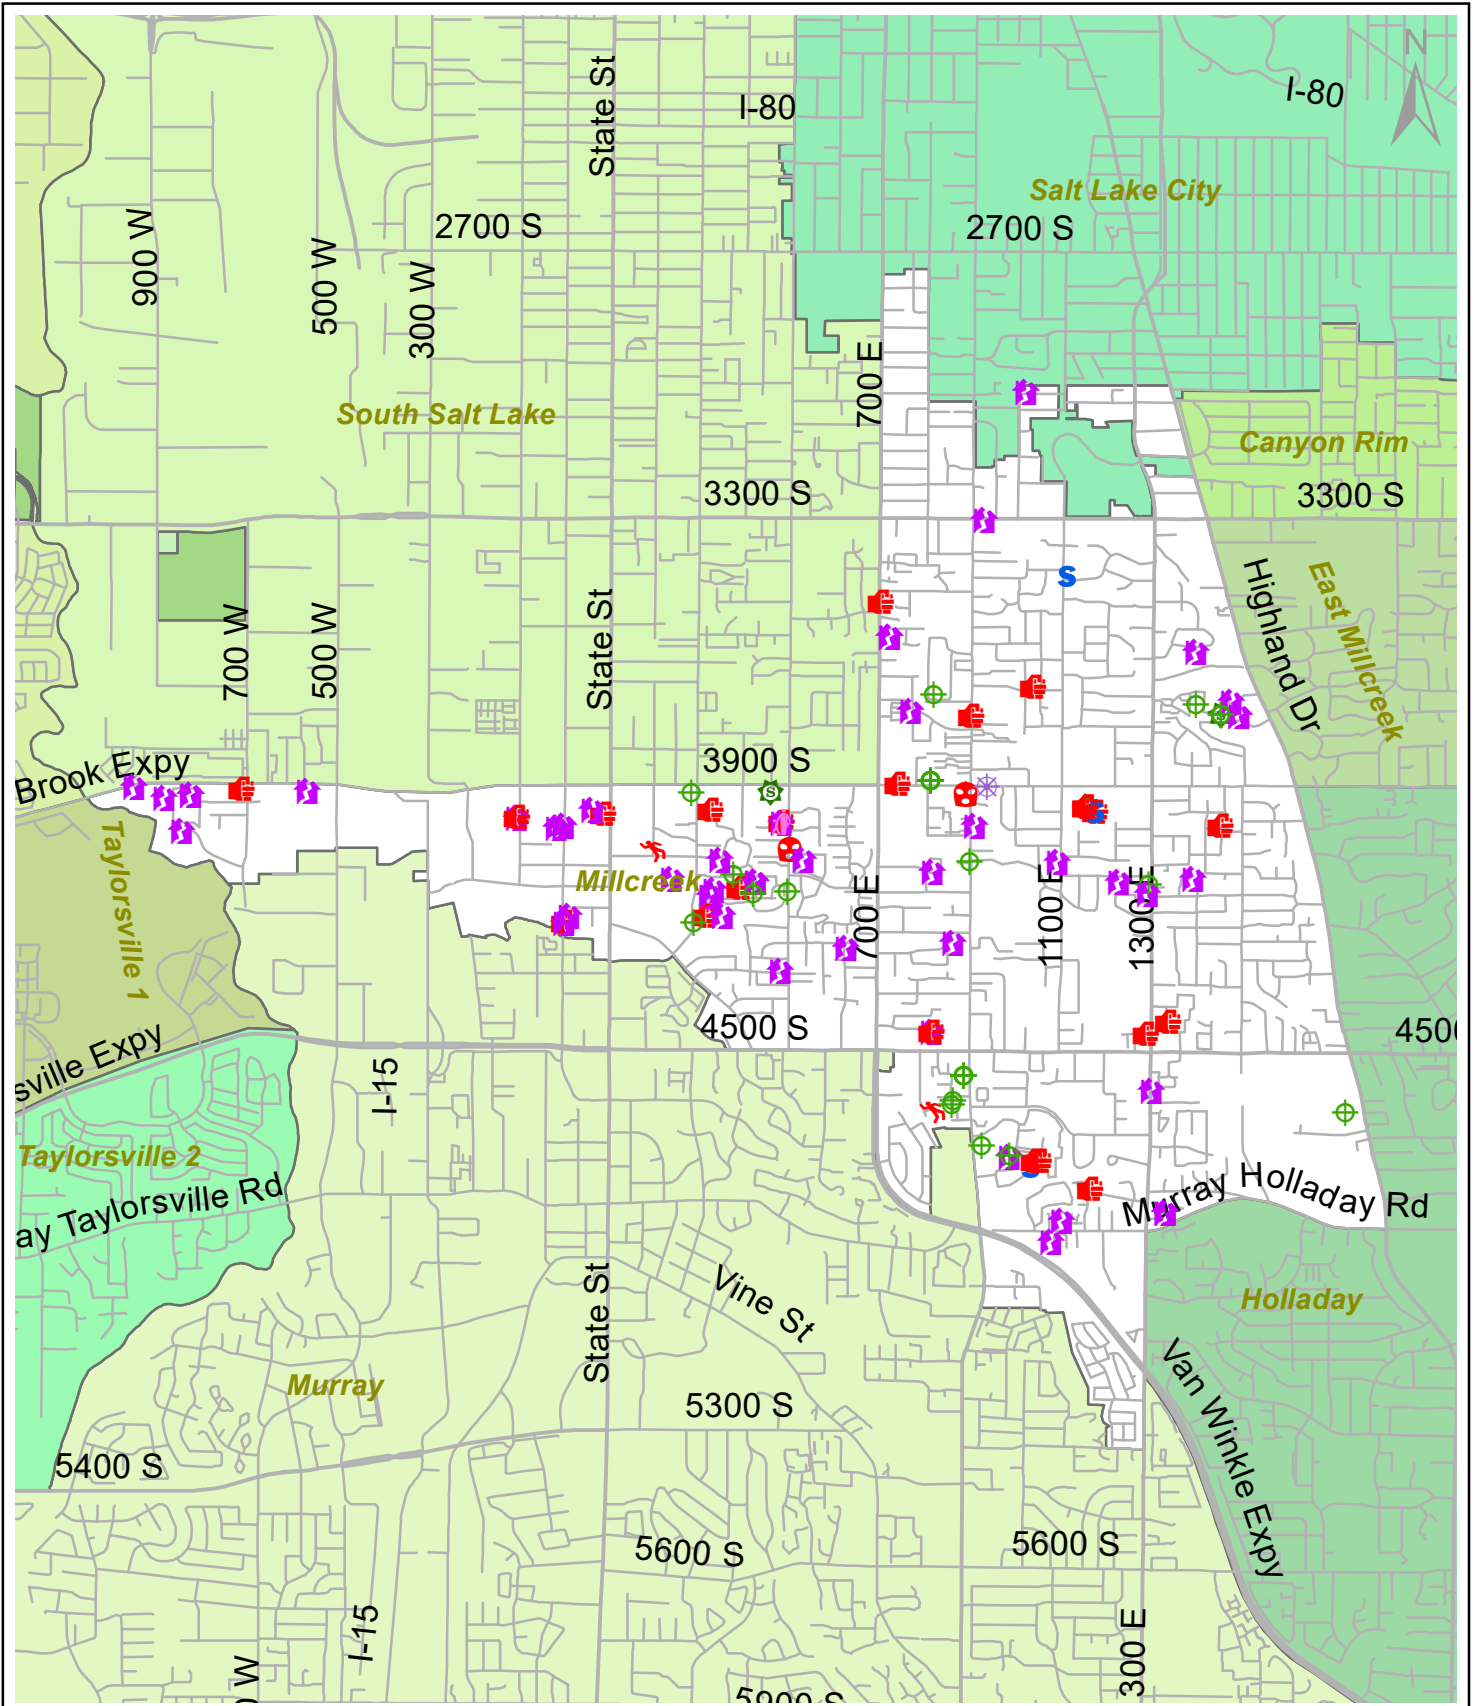 N
I-80
I-80
State St
Salt Lake City
2700 S
2700 S
900 W
500 W
300 W
700 E
South Salt Lake
Canyon Rim
3300 S
3300 S
S
Highland Dr
East Millcreek
700 W
500 W
State St
3900 S
Brook Expy
S
Taylorsville 1
Millcreek
700 E
1100 E
1300 E
4500 S
4500
sville Expy
I-15
Taylorsville 2
ay Taylorsville Rd
Murray Holladay Rd
State St
Vine St
Holladay
Murray
5300 S
Van Winkle Expy
5400 S
5600 S
5600 S
I-15
300 E
0 W
5900 S